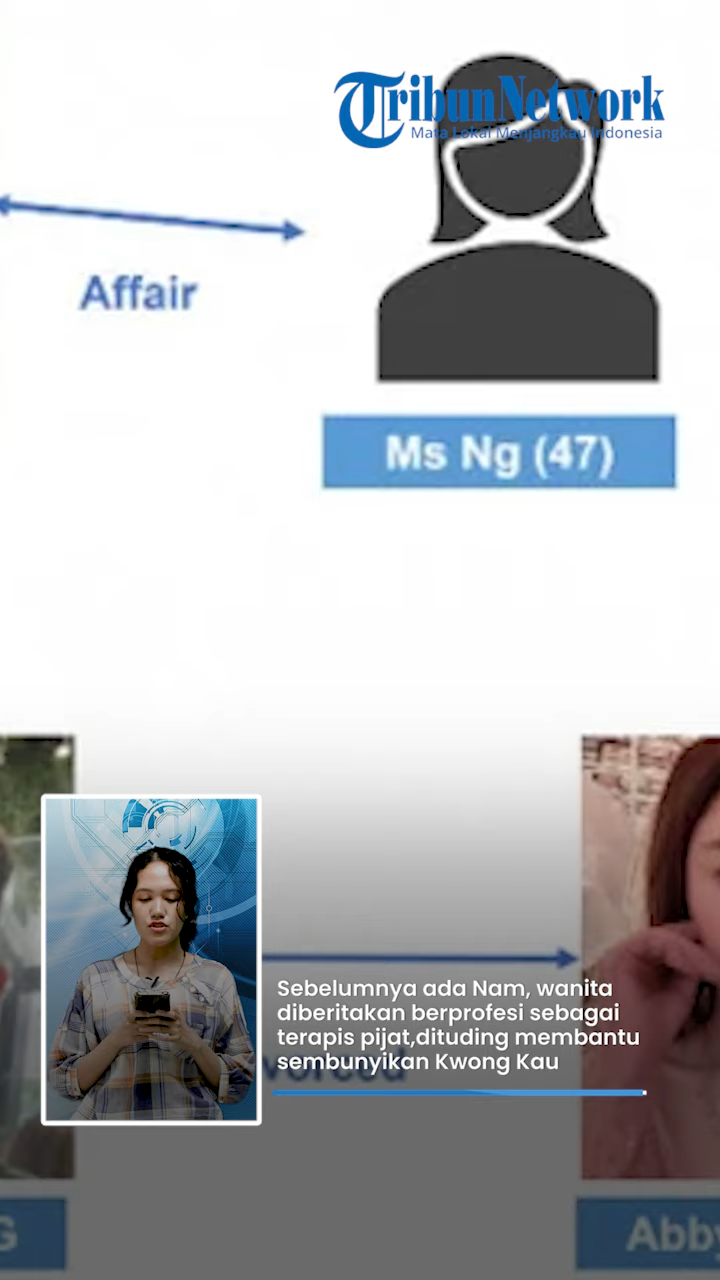 TribunNetwork
Mata Lokal Menjangkau Indonesia
Affair
Ms Ng (47)
Sebelumnya ada Nam, wanita
diberitakan berprofesi sebagai
terapis pijat,dituding membantu
sembunyikan Kwong Kau
G
Abby